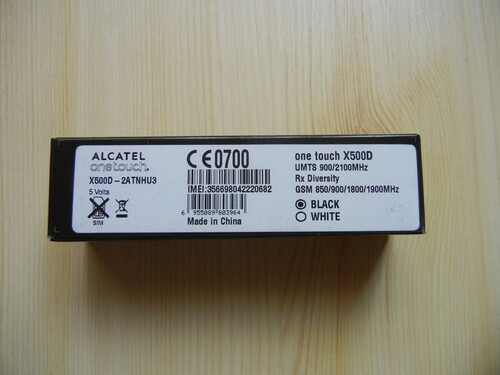 ALCATEL
onetouch.
X500D-2ATNHU3
5 Volts
SIM
CE0700
IMEI:356698042220682
6 955089 803964
Made in China
one touch X500D
UMTS 900/2100MHz
Rx Diversity
GSM 850/900/1800/1900MHz
BLACK
WHITE